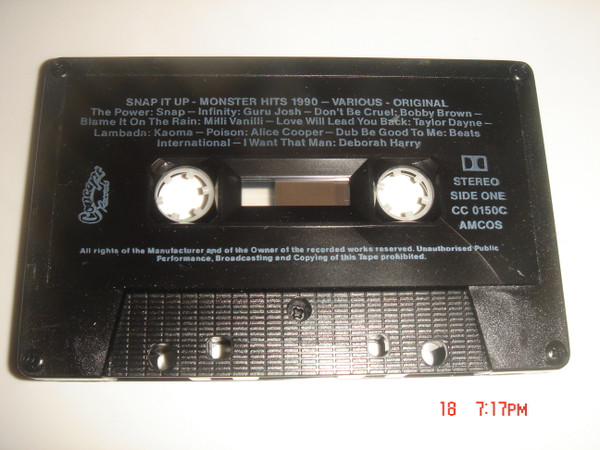 SNAP IT UP - MONSTER HITS 1990 – VARIOUS - ORIGINAL
The Power: Snap – Infinity: Guru Josh – Don't Be Cruel: Bobby Brown –
Blame It On The Rain: Milli Vanilli – Love Will Lead You Back: Taylor Dayne –
Lambada: Kaoma – Poison: Alice Cooper – Dub Be Good To Me: Beats
International – I Want That Man: Deborah Harry
Concept
Records
STEREO
SIDE ONE
CC 0150C
AMCOS
All rights of the Manufacturer and of the Owner of the recorded works reserved. Unauthorised Public
Performance, Broadcasting and Copying of this Tape prohibited.
18 7:17PM